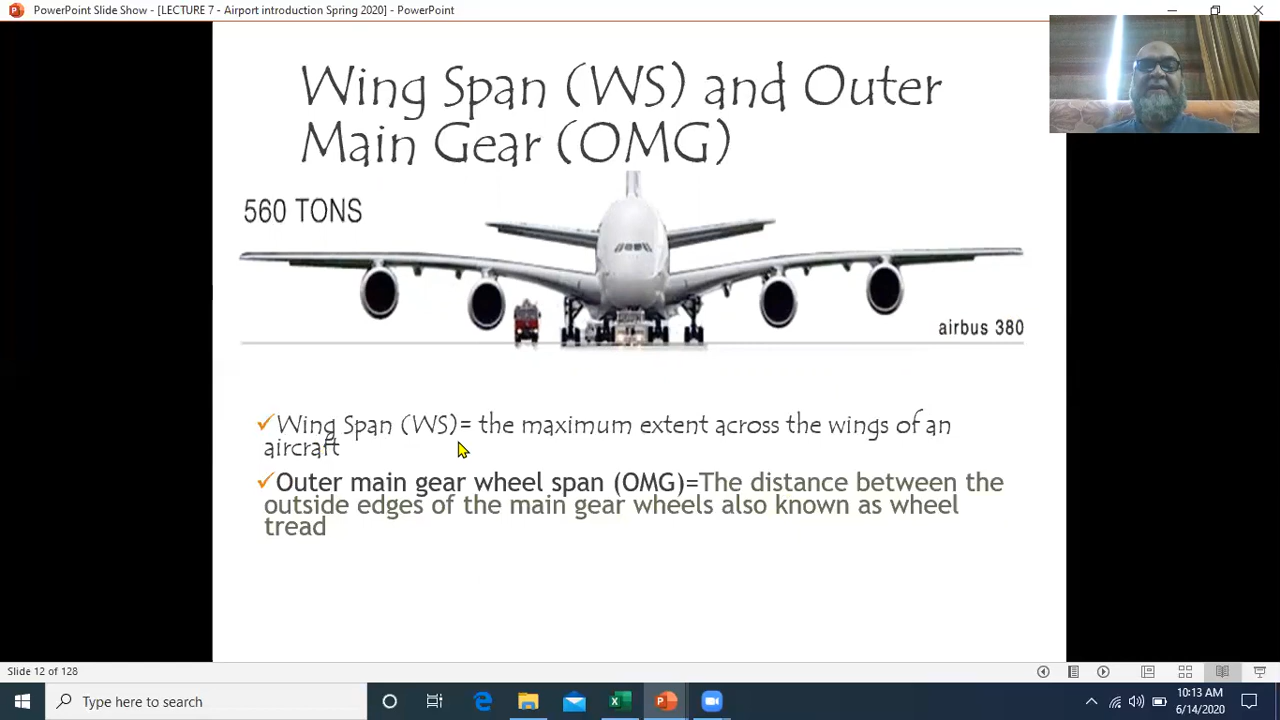 PowerPoint Slide Show - [LECTURE 7 - Airport introduction Spring 2020] - PowerPoint
Wing Span (WS) and Outer
Main Gear (OMG)
560 TONS
airbus 380
Wing Span (WS)= the maximum extent across the wings of an
aircraft
Outer main gear wheel span (OMG)=The distance between the
outside edges of the main gear wheels also known as wheel
tread
Slide 12 of 128
Type here to search
10:13 AM
6/14/2020